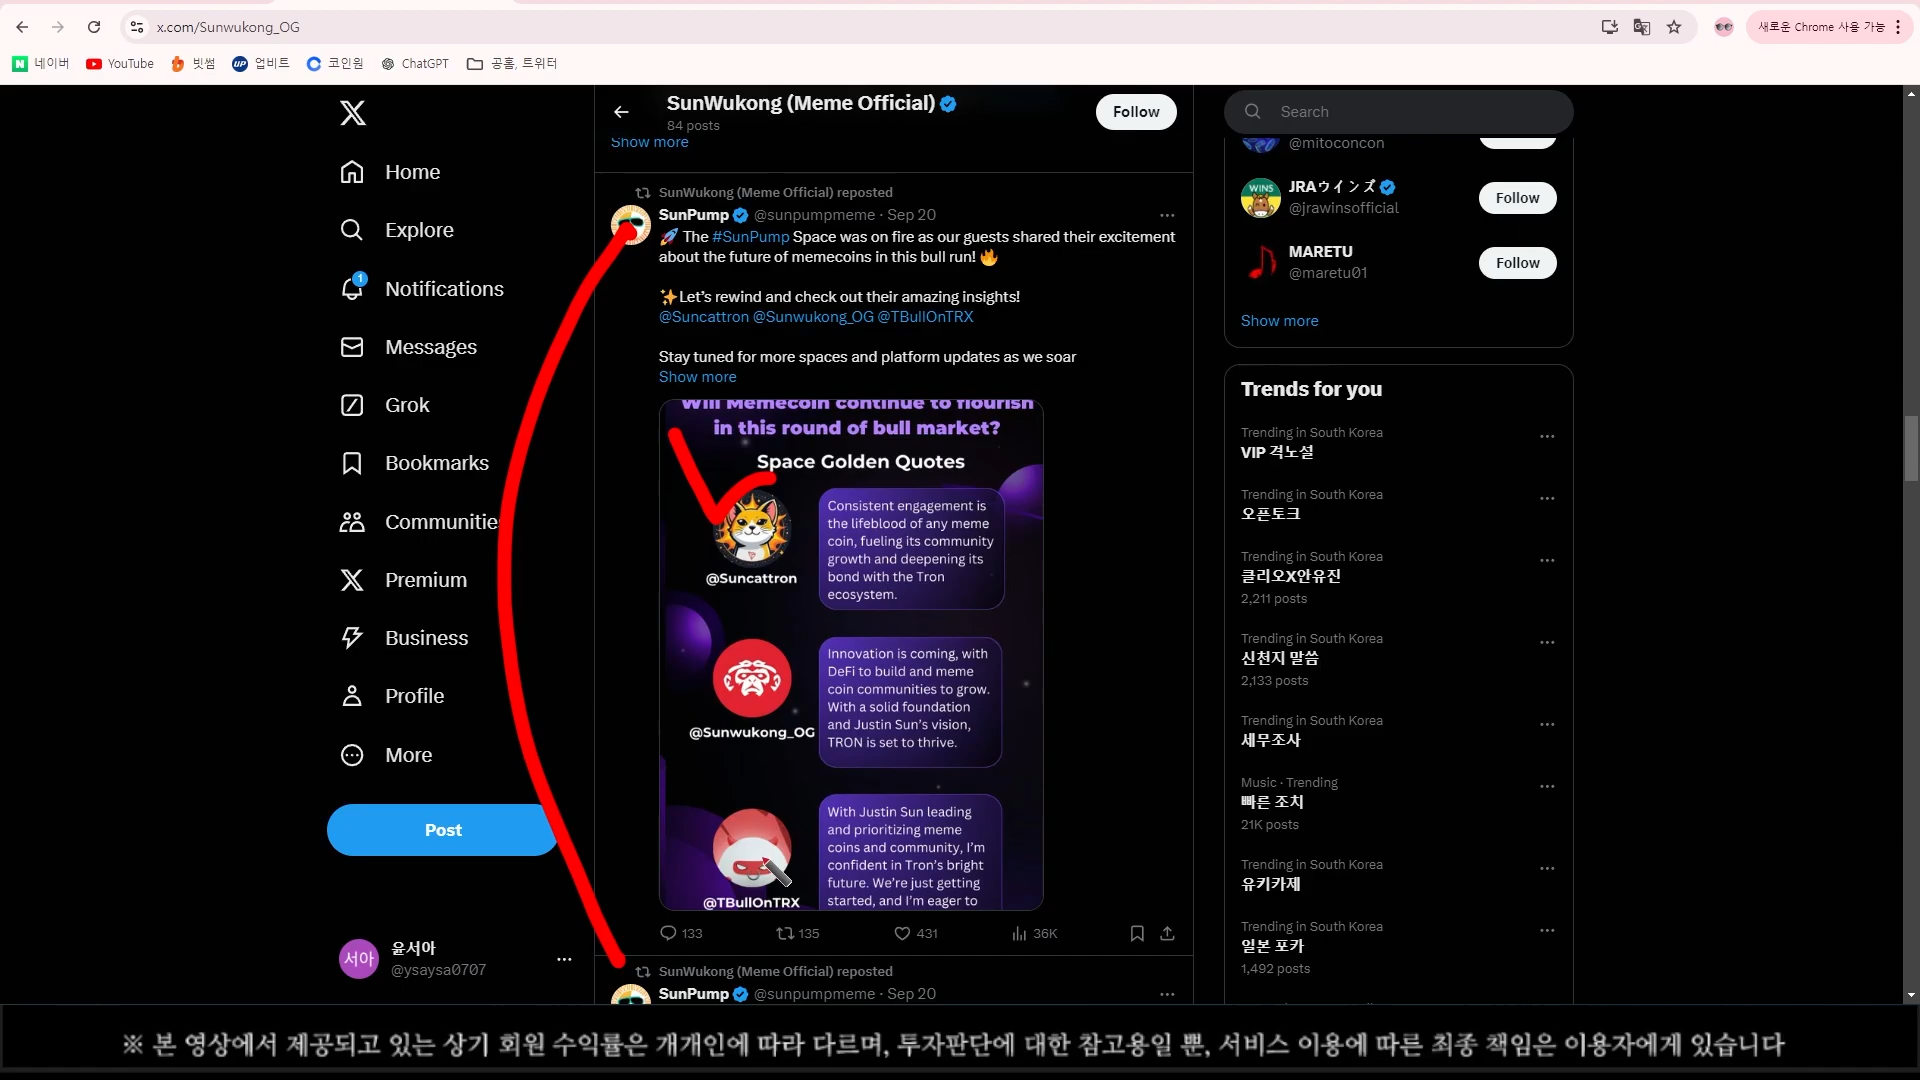 x.com/Sunwukong_OG
새로운 Chrome 사용 가능
네이버
YouTube
빗썸
업비트
코인원
ChatGPT
공홈, 트위터
Home
Explore
1
Notifications
Messages
Grok
Bookmarks
Communitie
Premium
Business
Profile
More
Post
서아
윤서아
@ysaysa0707
SunWukong (Meme Official)
84 posts
Follow
Show more
SunWukong (Meme Official) reposted
SunPump @sunpumpmeme · Sep 20
🚀 The #SunPump Space was on fire as our guests shared their excitement
about the future of memecoins in this bull run! 🔥
✨Let's rewind and check out their amazing insights!
@Suncattron @Sunwukong_OG @TBullOnTRX
Stay tuned for more spaces and platform updates as we soar
Show more
Will Memecoin continue to flourish
in this round of bull market?
Space Golden Quotes
@Suncattron
Consistent engagement is
the lifeblood of any meme
coin, fueling its community
growth and deepening its
bond with the Tron
ecosystem.
@Sunwukong_OG
Innovation is coming, with
DeFi to build and meme
coin communities to grow.
With a solid foundation
and Justin Sun's vision,
TRON is set to thrive.
@TBullOnTRX
With Justin Sun leading
and prioritizing meme
coins and community, I'm
confident in Tron's bright
future. We're just getting
started, and I'm eager to
133
135
431
36K
SunWukong (Meme Official) reposted
SunPump @sunpumpmeme · Sep 20
Search
@mitoconcon
WINS
JRAウインズ
@jrawinsofficial
Follow
MARETU
@maretu01
Follow
Show more
Trends for you
Trending in South Korea
VIP 격노설
Trending in South Korea
오픈토크
Trending in South Korea
클리오X안유진
2,211 posts
Trending in South Korea
신천지 말씀
2,133 posts
Trending in South Korea
세무조사
Music · Trending
빠른 조치
21K posts
Trending in South Korea
유키카제
Trending in South Korea
일본 포카
1,492 posts
※ 본 영상에서 제공되고 있는 상기 회원 수익률은 개개인에 따라 다르며, 투자판단에 대한 참고용일 뿐, 서비스 이용에 따른 최종 책임은 이용자에게 있습니다